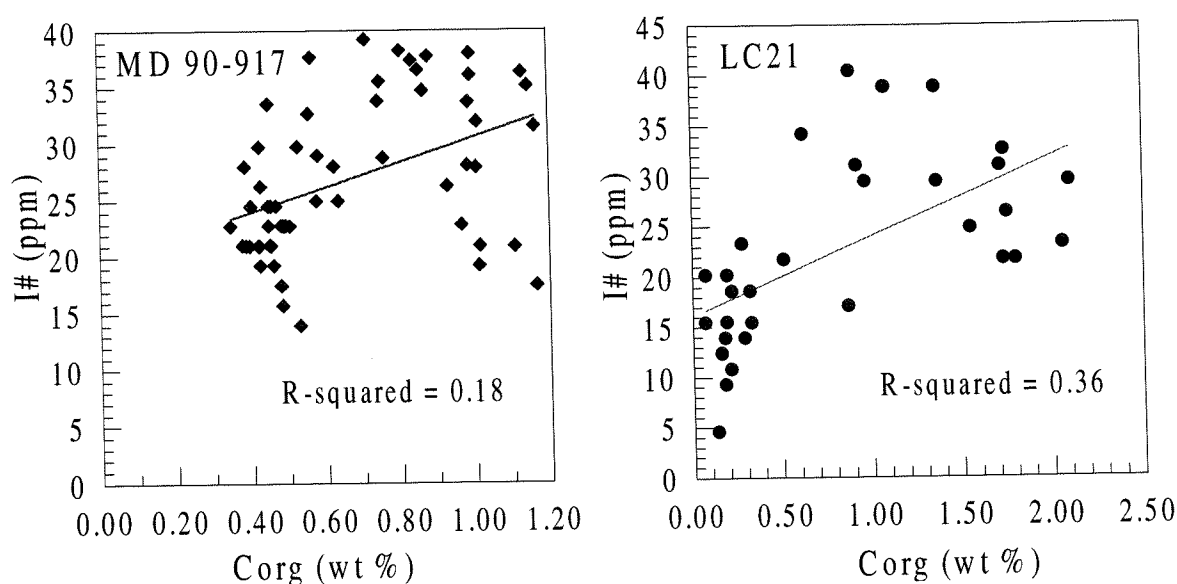 MD 90-917
40
35
30
25
20
15
10
5
0
I# (ppm)
R-squared = 0.18
0.00 0.20 0.40 0.60 0.80 1.00 1.20
Corg (wt %)
LC21
45
40
35
30
25
20
15
10
5
0
I# (ppm)
R-squared = 0.36
0.00 0.50 1.00 1.50 2.00 2.50
Corg (wt %)